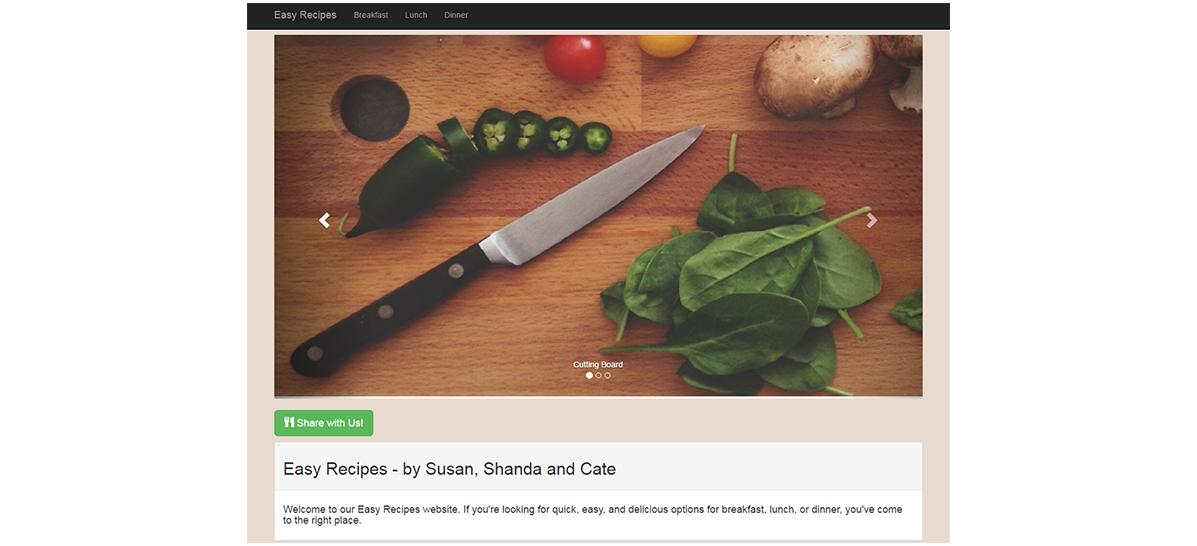 Easy Recipes Breakfast Lunch Dinner
Cutting Board
Share with Us!
Easy Recipes - by Susan, Shanda and Cate
Welcome to our Easy Recipes website. If you're looking for quick, easy, and delicious options for breakfast, lunch, or dinner, you've come
to the right place.